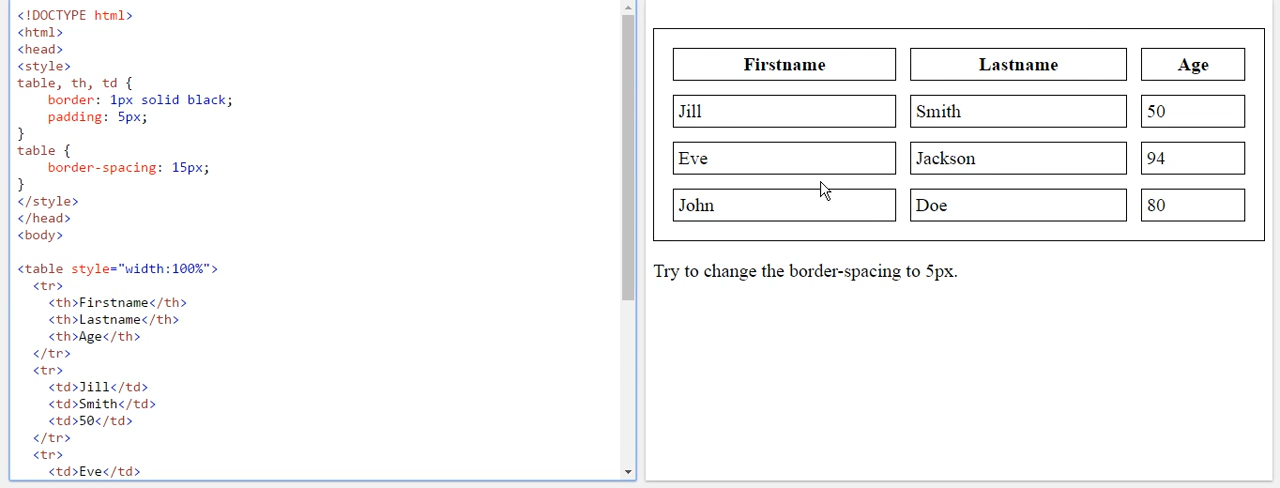 <!DOCTYPE html>
<html>
<head>
<style>
table, th, td {
    border: 1px solid black;
    padding: 5px;
}
table {
    border-spacing: 15px;
}
</style>
</head>
<body>

<table style="width:100%">
  <tr>
    <th>Firstname</th>
    <th>Lastname</th>
    <th>Age</th>
  </tr>
  <tr>
    <td>Jill</td>
    <td>Smith</td>
    <td>50</td>
  </tr>
  <tr>
    <td>Eve</td>
Firstname Lastname Age
Jill Smith 50
Eve Jackson 94
John Doe 80
Try to change the border-spacing to 5px.